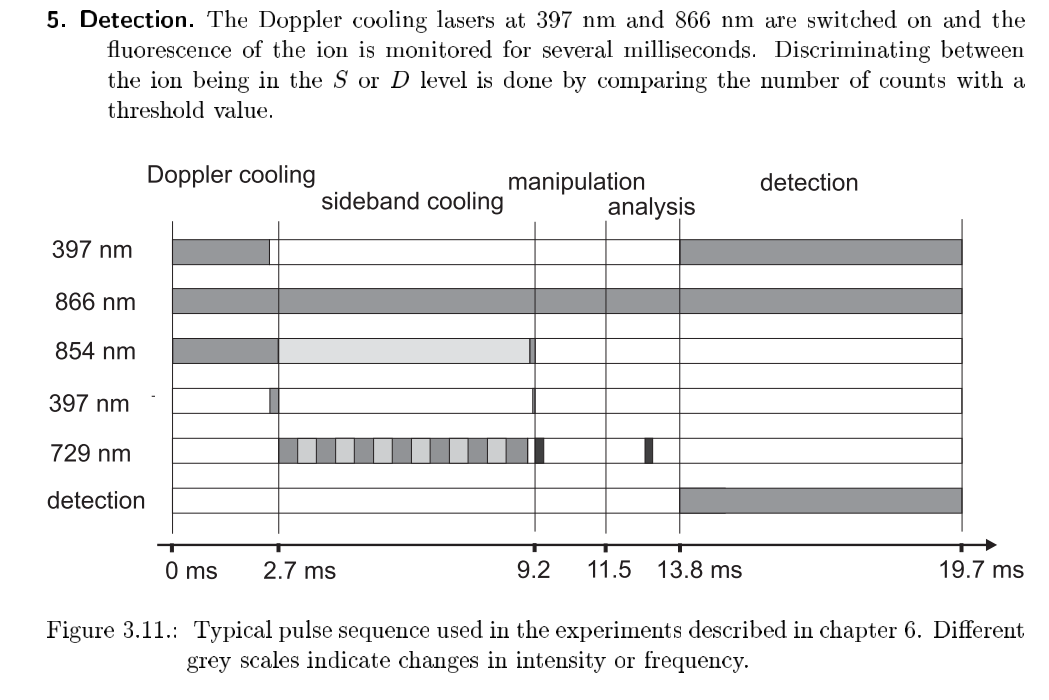 5. Detection. The Doppler cooling lasers at 397 nm and 866 nm are switched on and the
fluorescence of the ion is monitored for several milliseconds. Discriminating between
the ion being in the S or D level is done by comparing the number of counts with a
threshold value.
Doppler cooling
sideband cooling
manipulation
analysis
detection
397 nm
866 nm
854 nm
397 nm
729 nm
detection
0 ms 2.7 ms 9.2 11.5 13.8 ms 19.7 ms
Figure 3.11.: Typical pulse sequence used in the experiments described in chapter 6. Different
grey scales indicate changes in intensity or frequency.